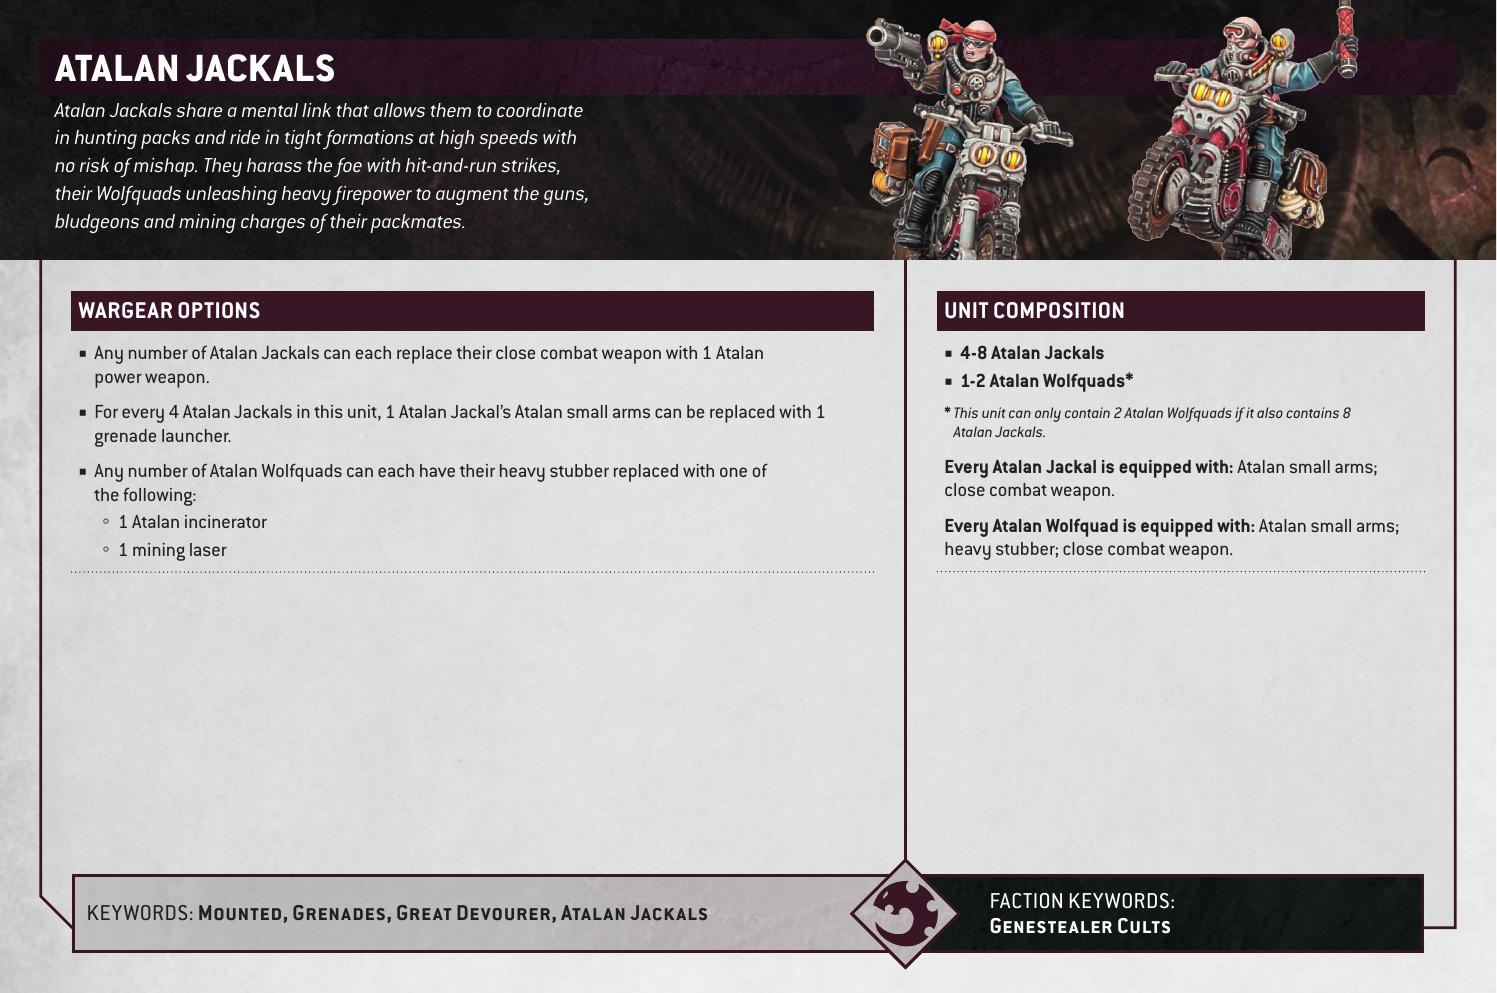 ATALAN JACKALS
Atalan Jackals share a mental link that allows them to coordinate
in hunting packs and ride in tight formations at high speeds with
no risk of mishap. They harass the foe with hit-and-run strikes,
their Wolfquads unleashing heavy firepower to augment the guns,
bludgeons and mining charges of their packmates.
WARGEAR OPTIONS
▪ Any number of Atalan Jackals can each replace their close combat weapon with 1 Atalan
power weapon.
▪ For every 4 Atalan Jackals in this unit, 1 Atalan Jackal’s Atalan small arms can be replaced with 1
grenade launcher.
▪ Any number of Atalan Wolfquads can each have their heavy stubber replaced with one of
the following:
◦ 1 Atalan incinerator
◦ 1 mining laser
UNIT COMPOSITION
▪ 4-8 Atalan Jackals
▪ 1-2 Atalan Wolfquads*
* This unit can only contain 2 Atalan Wolfquads if it also contains 8
Atalan Jackals.
Every Atalan Jackal is equipped with: Atalan small arms;
close combat weapon.
Every Atalan Wolfquad is equipped with: Atalan small arms;
heavy stubber; close combat weapon.
KEYWORDS: Mounted, Grenades, Great Devourer, Atalan Jackals
FACTION KEYWORDS:
Genestealer Cults